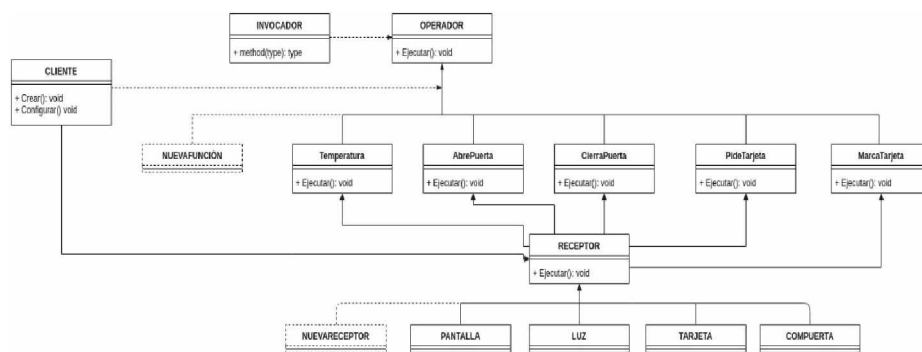 INVOCADOR
+ method(type): type
OPERADOR
+ Ejecutar(): void
CLIENTE
+ Crear(): void
+ Configurar() void
NUEVAFUNCIÓN
Temperatura
+ Ejecutar(): void
AbrePuerta
+ Ejecutar(): void
CierraPuerta
+ Ejecutar(): void
PideTarjeta
+ Ejecutar(): void
MarcaTarjeta
+ Ejecutar(): void
RECEPTOR
+ Ejecutar(): void
NUEVARECEPTOR
PANTALLA
LUZ
TARJETA
COMPUERTA